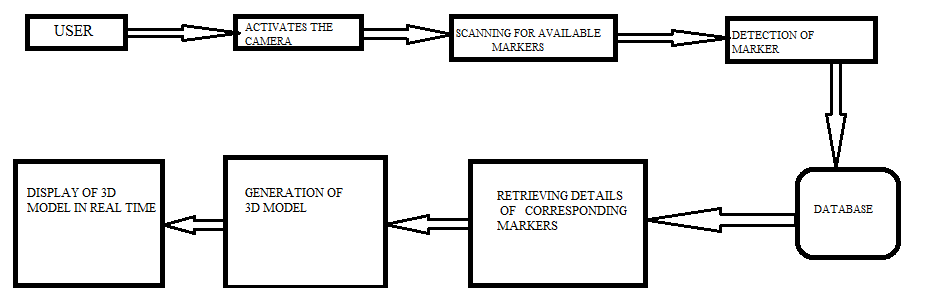 USER
ACTIVATES THE
CAMERA
SCANNING FOR AVAILABLE
MARKERS
DETECTION OF
MARKER
DATABASE
RETRIEVING DETAILS
OF CORRESPONDING
MARKERS
GENERATION OF
3D MODEL
DISPLAY OF 3D
MODEL IN REAL TIME